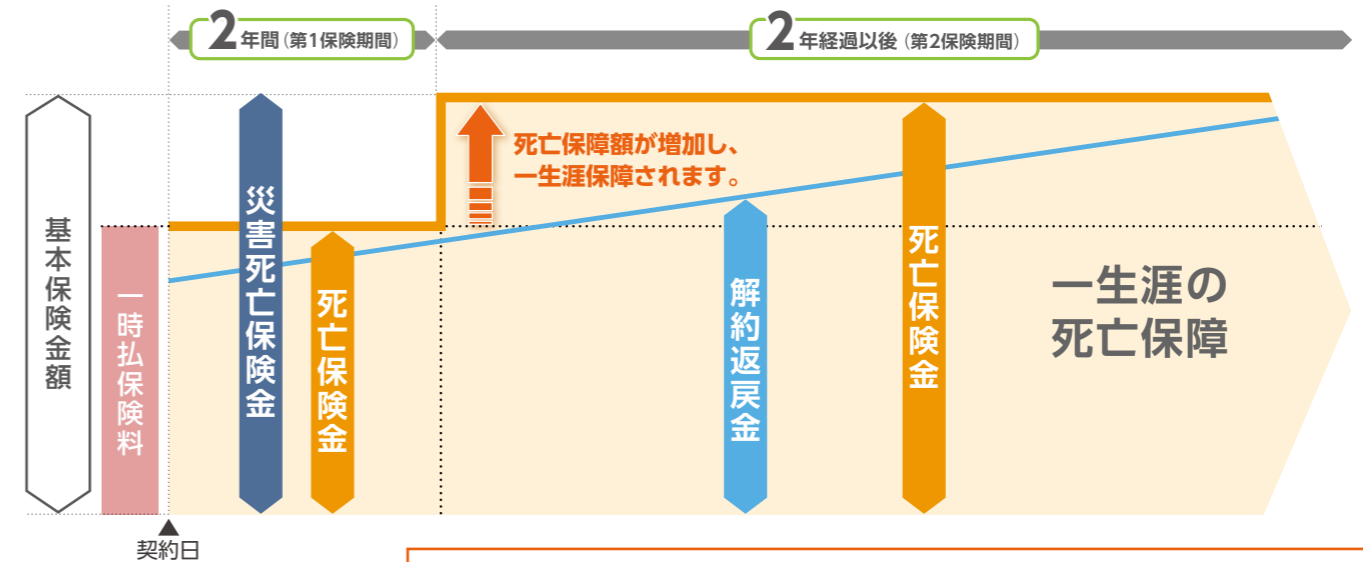 2年間(第1保険期間)
2年経過以後(第2保険期間)
死亡保障額が増加し、
一生涯保障されます。
基本保険金額
一時払保険料
災害死亡保険金
死亡保険金
解約返戻金
死亡保険金
一生涯の
死亡保障
契約日